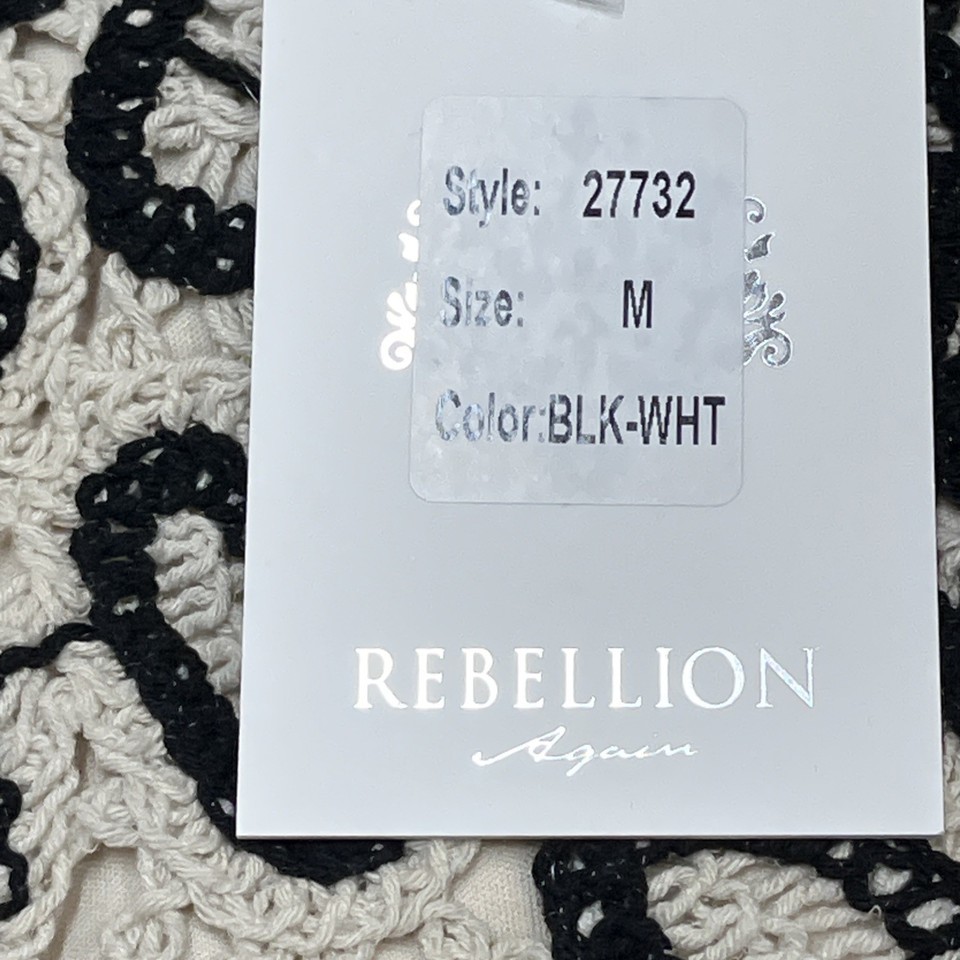 Style: 27732
Size: M
Color:BLK-WHT
REBELLION
Again